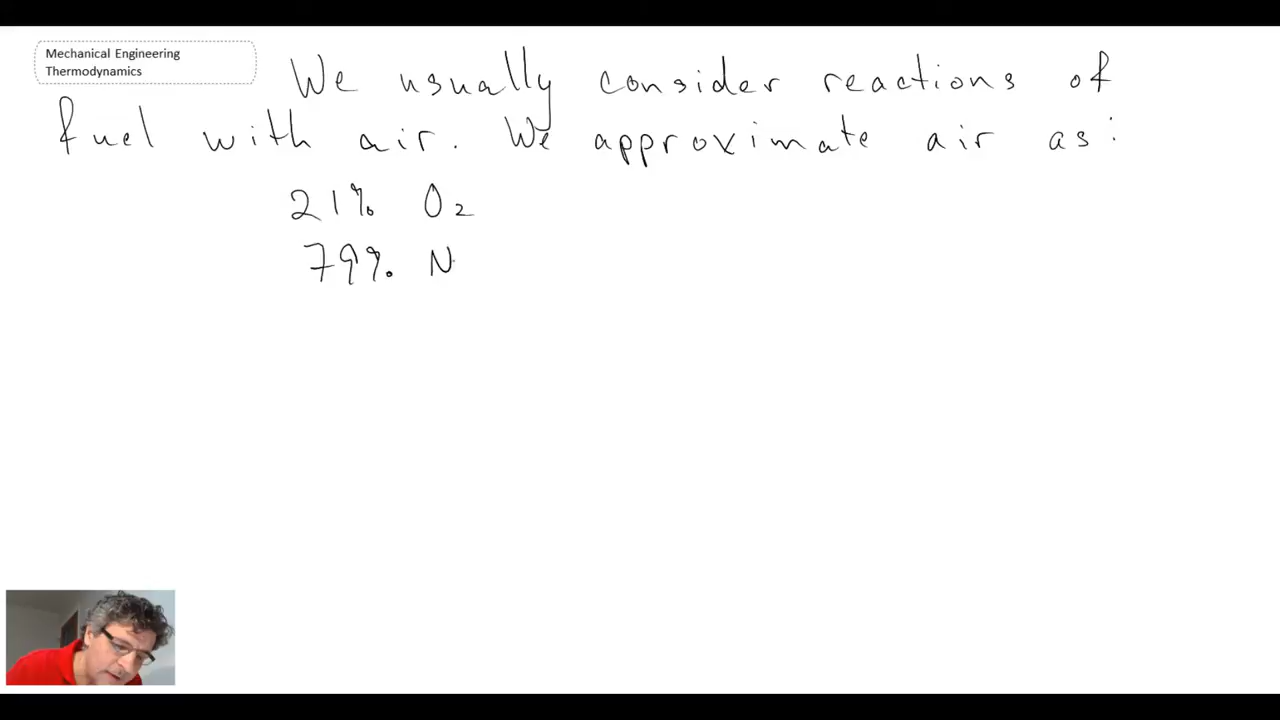 Mechanical Engineering
Thermodynamics
We usually consider reactions of
fuel with air. We approximate air as:
21% O₂
79% N